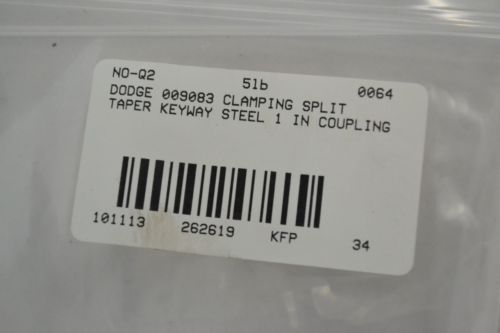 NO-Q2 51b 0064
DODGE 009083 CLAMPING SPLIT
TAPER KEYWAY STEEL 1 IN COUPLING
101113 262619 KFP 34